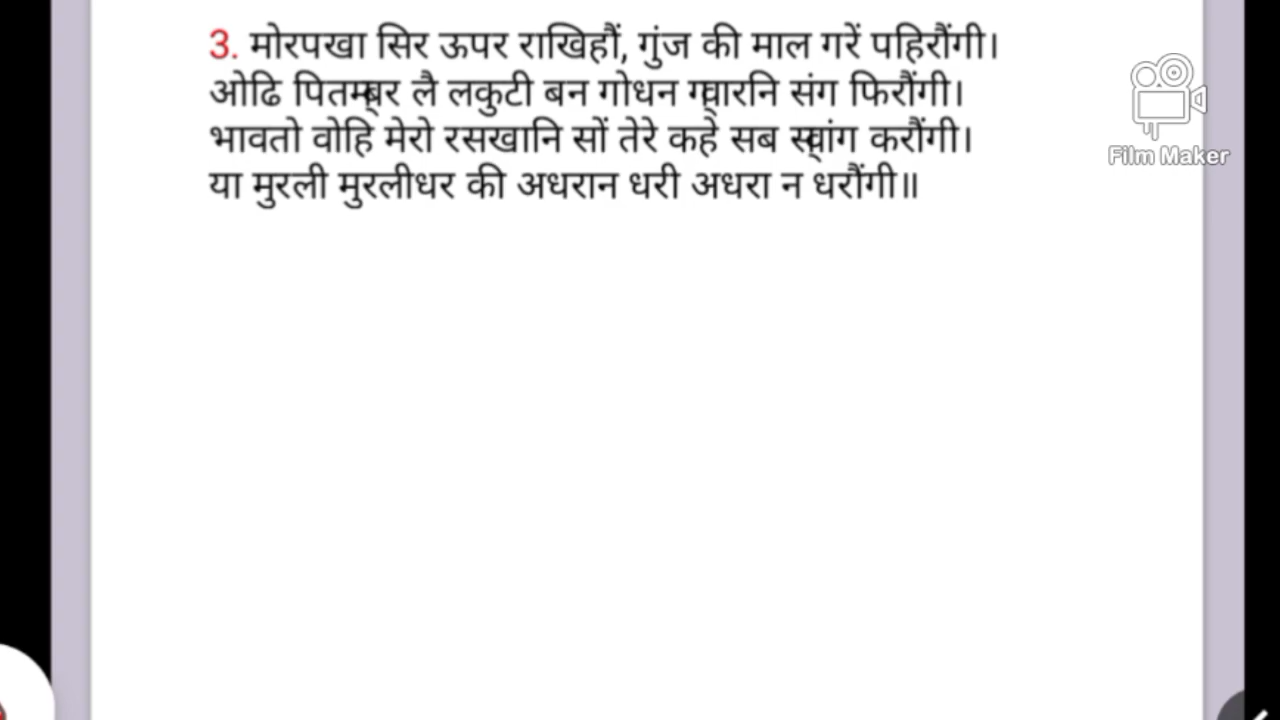 3. मोरपखा सिर ऊपर राखिहौं, गुंज की माल गरें पहिरौंगी।
ओढि पितम्बर लै लकुटी बन गोधन ग्वारनि संग फिरौंगी।
भावतो वोहि मेरो रसखानि सों तेरे कहे सब स्वांग करौंगी।
या मुरली मुरलीधर की अधरान धरी अधरा न धरौंगी॥
Film Maker